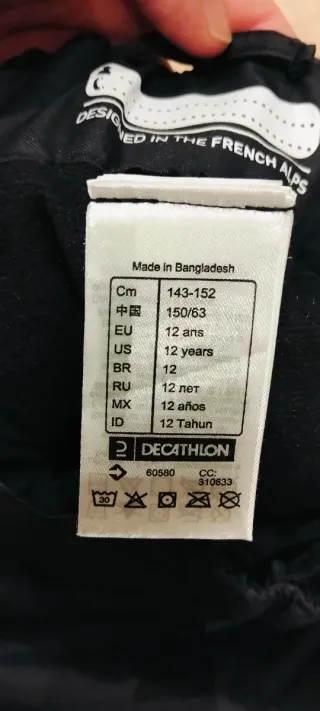 DESIGNED IN THE FRENCH ALPS
Made in Bangladesh
Cm 143-152
中国 150/63
EU 12 ans
US 12 years
BR 12
RU 12 лет
MX 12 años
ID 12 Tahun
DECATHLON
60580 CC:
310633
30